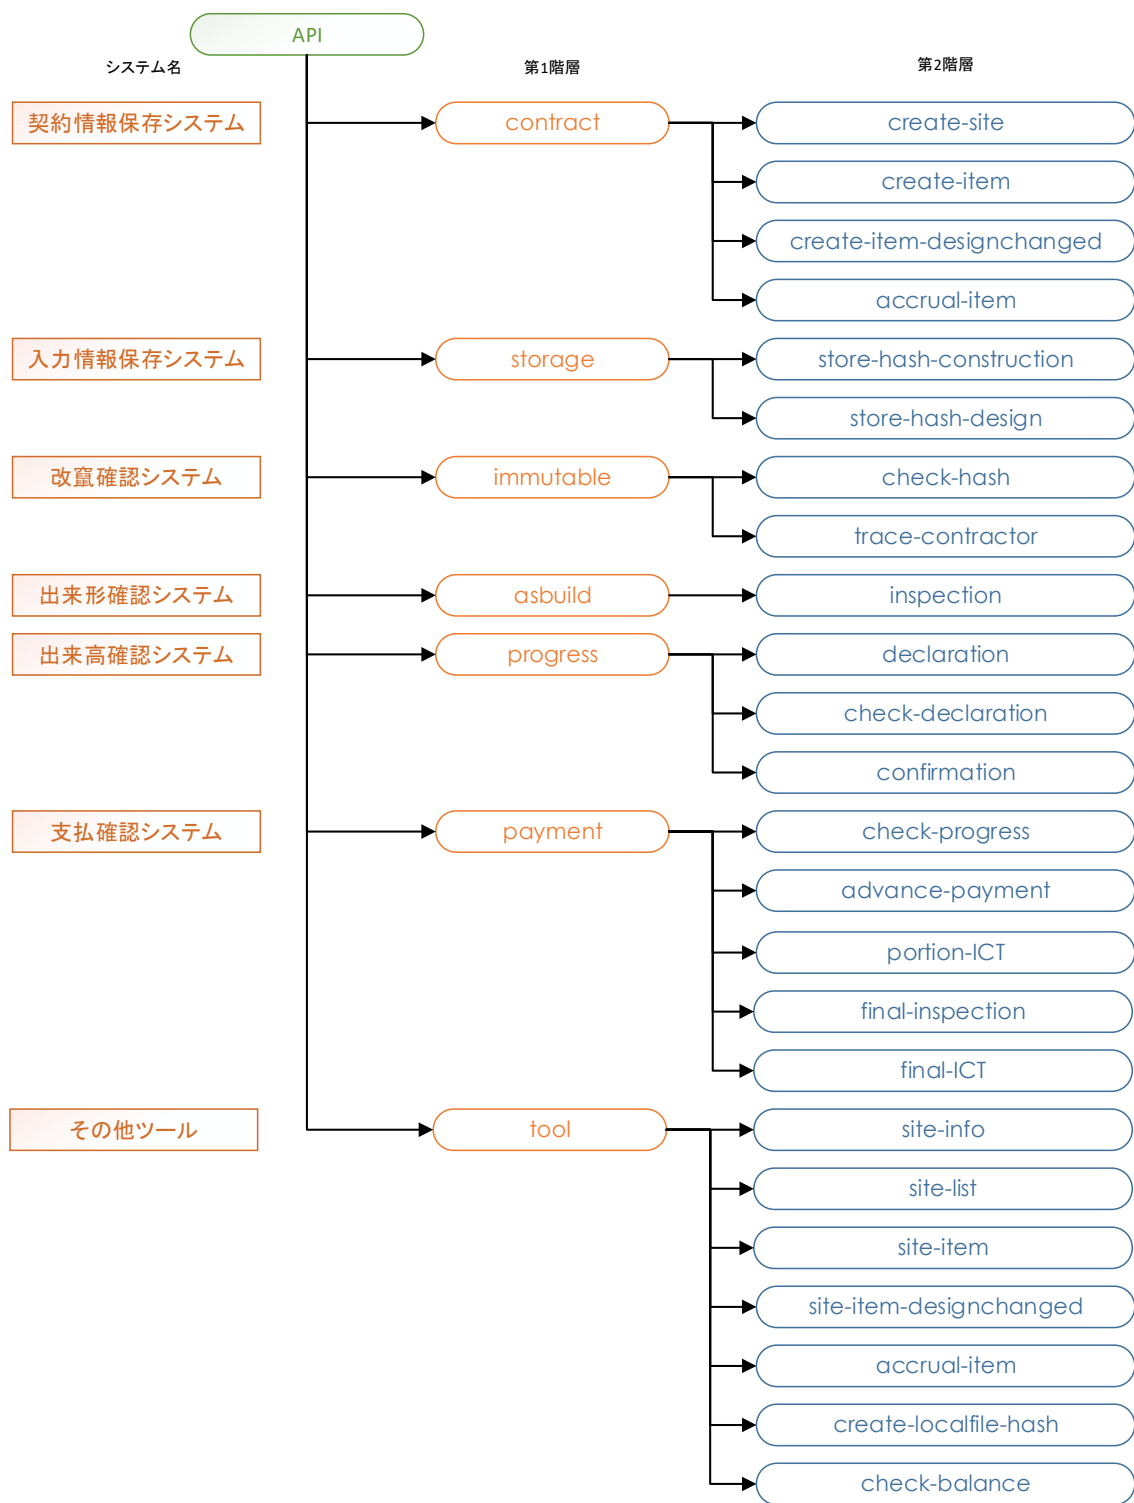 API
システム名
第1階層
第2階層
契約情報保存システム
contract
create-site
create-item
create-item-designchanged
accrual-item
入力情報保存システム
storage
store-hash-construction
store-hash-design
改竄確認システム
immutable
check-hash
trace-contractor
出来形確認システム
asbuild
inspection
出来高確認システム
progress
declaration
check-declaration
confirmation
支払確認システム
payment
check-progress
advance-payment
portion-ICT
final-inspection
final-ICT
その他ツール
tool
site-info
site-list
site-item
site-item-designchanged
accrual-item
create-localfile-hash
check-balance